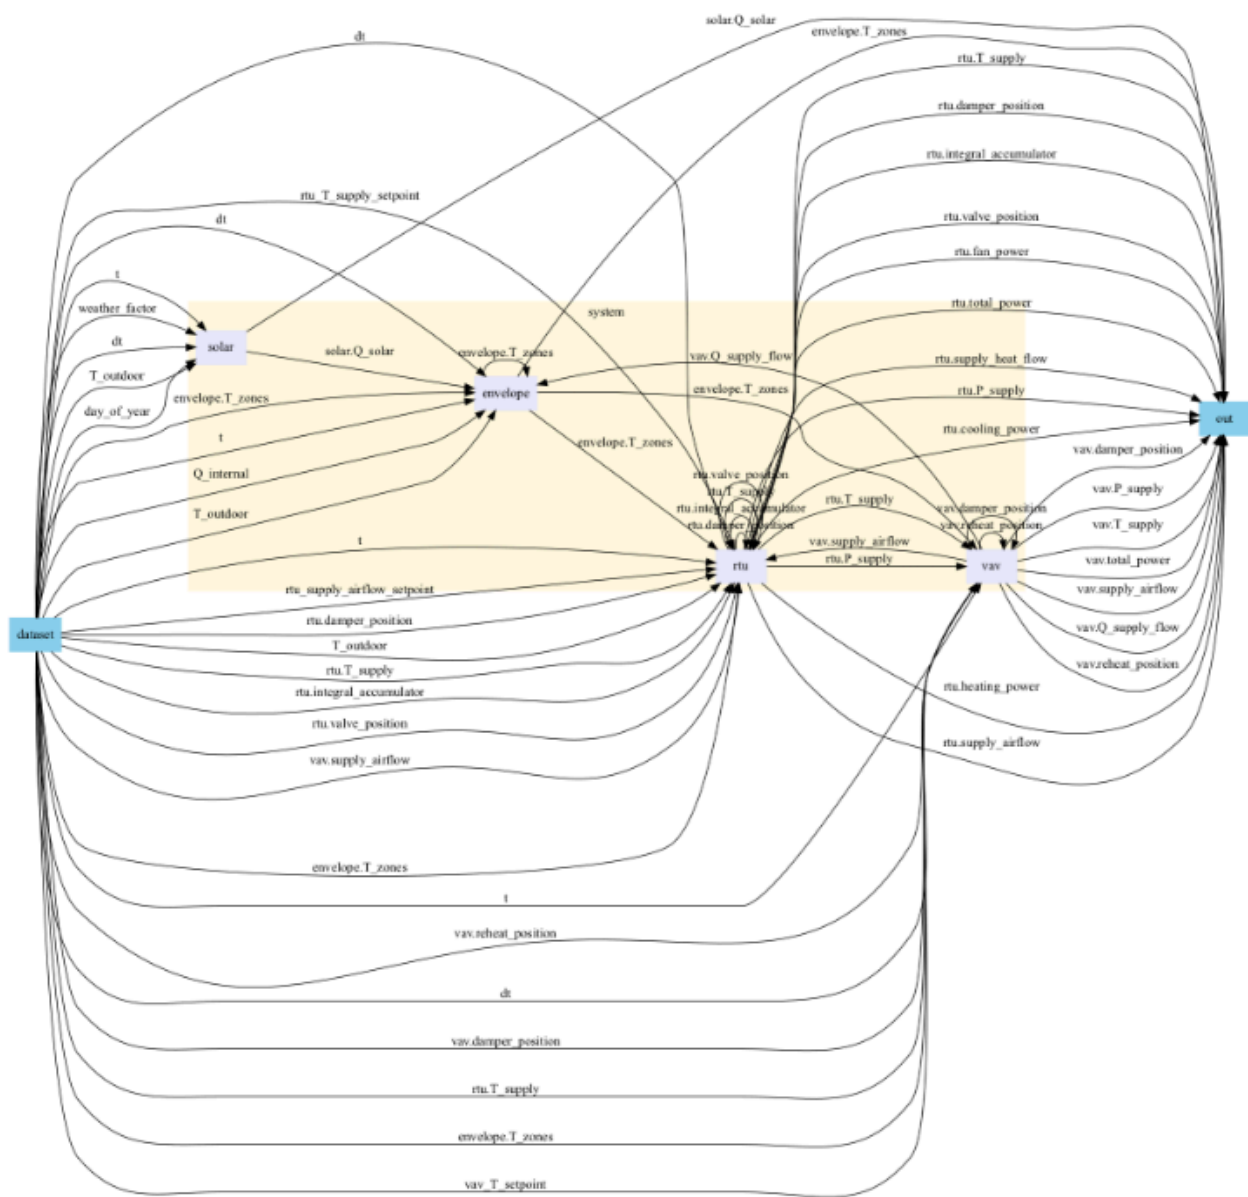 solar.Q_solar
envelope.T_zones
dt
rtu.T_supply
rtu.damper_position
rtu.integral_accumulator
rtu_T_supply_setpoint
dt
rtu.valve_position
rtu.fan_power
t
weather_factor
rtu.total_power
system
dt
solar
solar.Q_solar
envelope.T_zones
vav.Q_supply_flow
rtu.supply_heat_flow
T_outdoor
envelope.T_zones
envelope
envelope.T_zones
rtu.P_supply
day_of_year
out
t
envelope.T_zones
rtu.cooling_power
vav.damper_position
Q_internal
rtu.valve_position
rtu.T_supply
vav.P_supply
rtu.T_supply
T_outdoor
rtu.integral_accumulator
vav.damper_position
rtu.damper_position
vav.reheat_position
vav.T_supply
t
vav.supply_airflow
rtu.P_supply
vav.total_power
rtu
vav
rtu_supply_airflow_setpoint
vav.supply_airflow
rtu.damper_position
vav.Q_supply_flow
dataset
T_outdoor
vav.reheat_position
rtu.T_supply
rtu.integral_accumulator
rtu.heating_power
rtu.valve_position
rtu.supply_airflow
vav.supply_airflow
envelope.T_zones
t
vav.reheat_position
dt
vav.damper_position
rtu.T_supply
envelope.T_zones
vav_T_setpoint